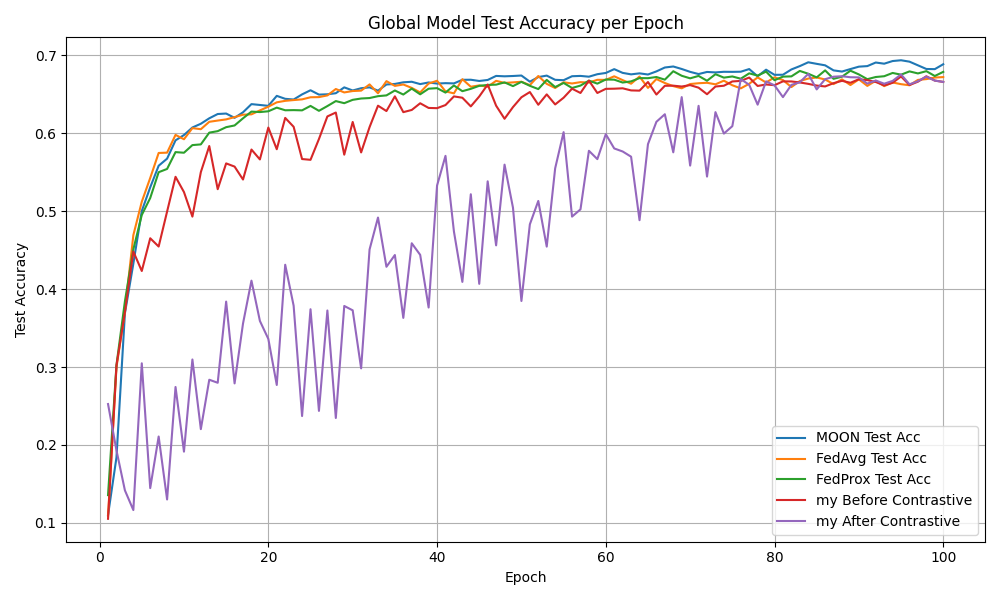 Global Model Test Accuracy per Epoch
0.7
0.6
0.5
0.4
0.3
0.2
0.1
Test Accuracy
0 20 40 60 80 100
Epoch
MOON Test Acc
FedAvg Test Acc
FedProx Test Acc
my Before Contrastive
my After Contrastive